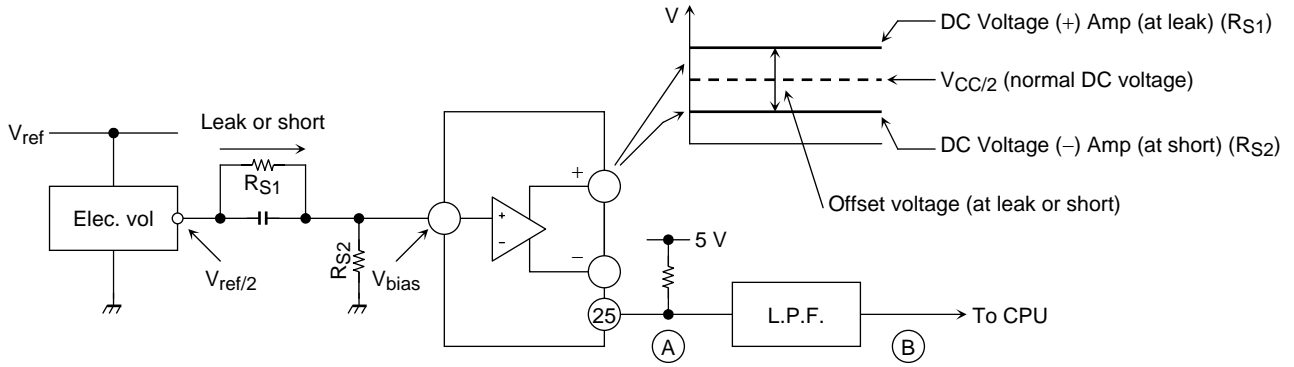 V
DC Voltage (+) Amp (at leak) (RS1)
VCC/2 (normal DC voltage)
DC Voltage (−) Amp (at short) (RS2)
Offset voltage (at leak or short)
Leak or short
Vref
RS1
Elec. vol
Vref/2
RS2
Vbias
+
−
+
−
25
5 V
A
L.P.F.
B
To CPU